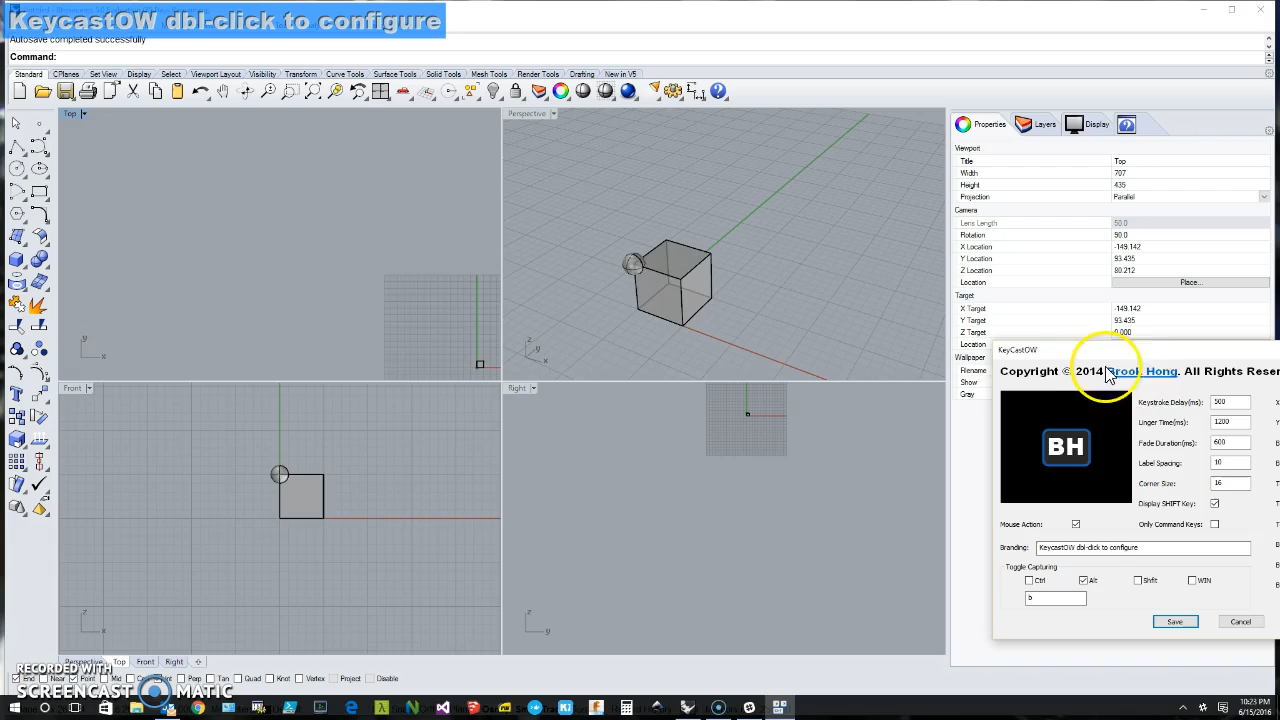 KeycastOW dbl-click to configure
Autosave completed successfully
Command:
Standard CPlanes Set View Display Select Viewport Layout Visibility Transform Curve Tools Surface Tools Solid Tools Mesh Tools Render Tools Drafting New in V5
Top
Perspective
Properties Layers Display
Viewport
Title Top
Width 707
Height 435
Projection Parallel
Camera
Lens Length 50.0
Rotation 90.0
X Location -149.142
Y Location 93.435
Z Location 80.212
Location Place...
Target
X Target -149.142
Y Target 93.435
Z Target 0.000
Location
Wallpaper
Filename
Show
Gray
KeyCastOW
Copyright © 2014 Brook Hong. All Rights Reser
BH
Keystroke Delay(ms): 500
Linger Time(ms): 1200
Fade Duration(ms): 600
Label Spacing: 10
Corner Size: 16
Display SHIFT Key:
Mouse Action: Only Command Keys:
Branding: KeycastOW dbl-click to configure
Toggle Capturing
Ctrl Alt Shfit WIN
b
Save Cancel
y
x
z
y
x
Front
Right
z
x
z
y
Perspective Top Front Right
End Near Point Mid Cen Int Perp Tan Quad Knot Vertex Project Disable
RECORDED WITH
SCREENCAST MATIC
10:23 PM
6/15/2016